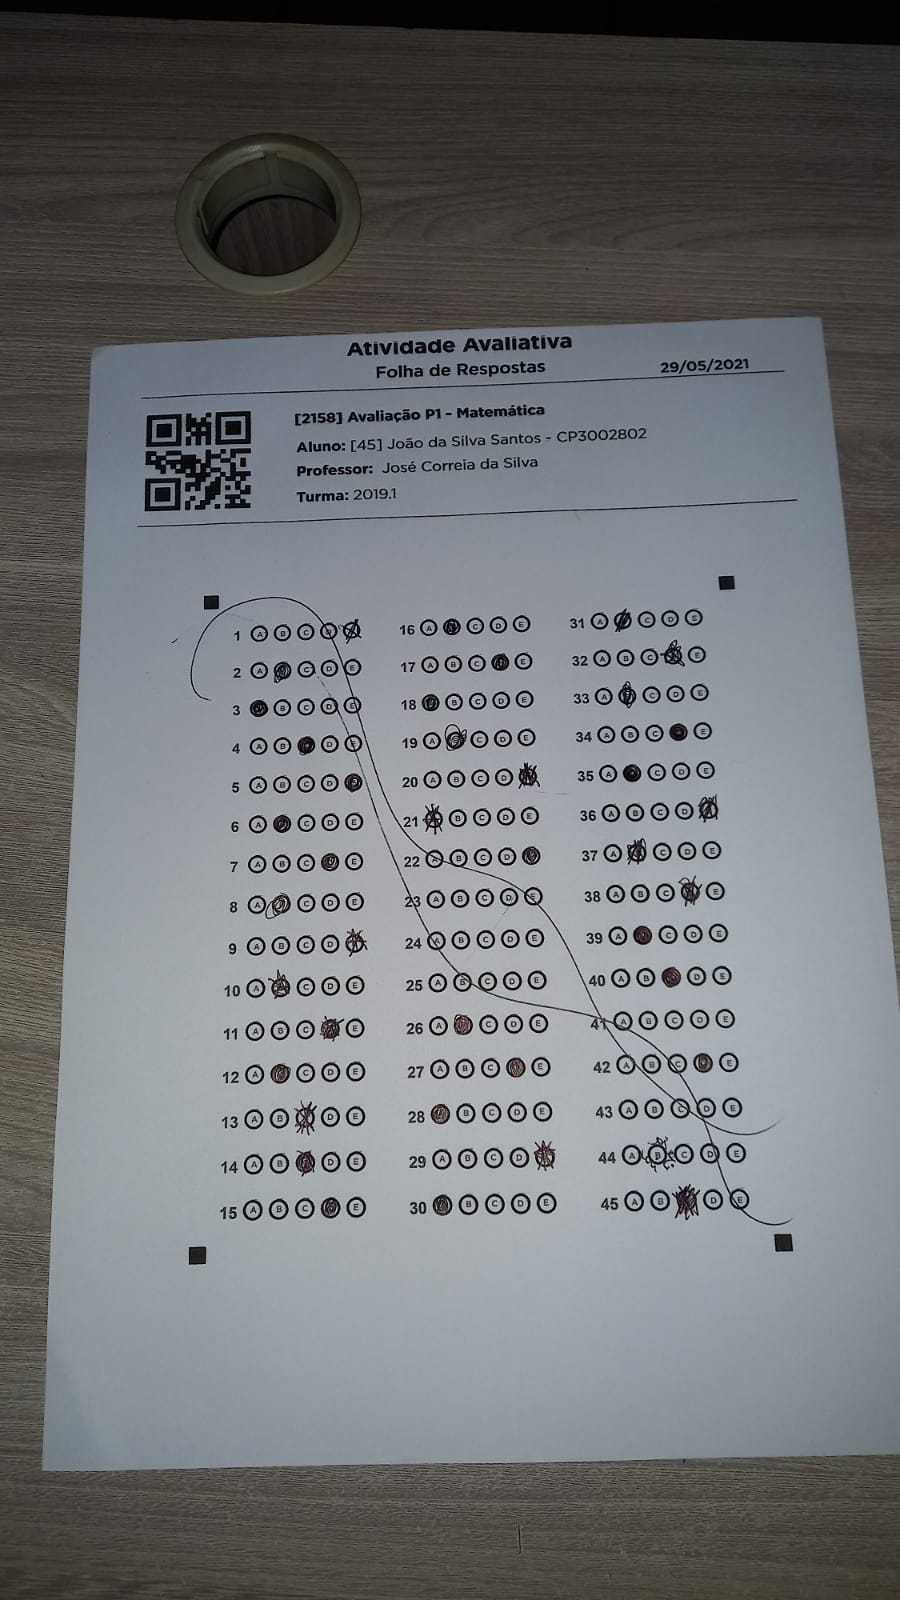 Atividade Avaliativa
Folha de Respostas
29/05/2021
[2158] Avaliação P1 - Matemática
Aluno: [45] João da Silva Santos - CP3002802
Professor: José Correia da Silva
Turma: 2019.1
1 A B C D
2 A C D E
3 B C D E
4 A B D E
5 A B C D
6 A C D E
7 A B C E
8 A C D E
9 A B C D
10 A C D E
11 A B C E
12 A C D E
13 A B D E
14 A B D E
15 A B C E
16 A C D E
17 A B C E
18 B C D E
19 A C D E
20 A B C D
21 B C D E
22 A B C D
23 A B C D E
24 A B C D E
25 A B C D E
26 A C D E
27 A B C E
28 B C D E
29 A B C D
30 B C D E
31 A C D E
32 A B C E
33 A C D E
34 A B C E
35 A C D E
36 A B C D
37 A C D E
38 A B C E
39 A C D E
40 A B D E
41 A B C D E
42 A B C E
43 A B C D E
44 A B C D E
45 A B D E